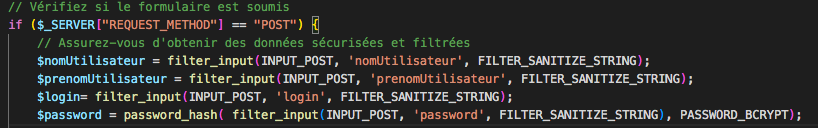 // Vérifiez si le formulaire est soumis
if ($_SERVER["REQUEST_METHOD"] == "POST") {
// Assurez-vous d'obtenir des données sécurisées et filtrées
$nomUtilisateur = filter_input(INPUT_POST, 'nomUtilisateur', FILTER_SANITIZE_STRING);
$prenomUtilisateur = filter_input(INPUT_POST, 'prenomUtilisateur', FILTER_SANITIZE_STRING);
$login= filter_input(INPUT_POST, 'login', FILTER_SANITIZE_STRING);
$password = password_hash( filter_input(INPUT_POST, 'password', FILTER_SANITIZE_STRING), PASSWORD_BCRYPT);